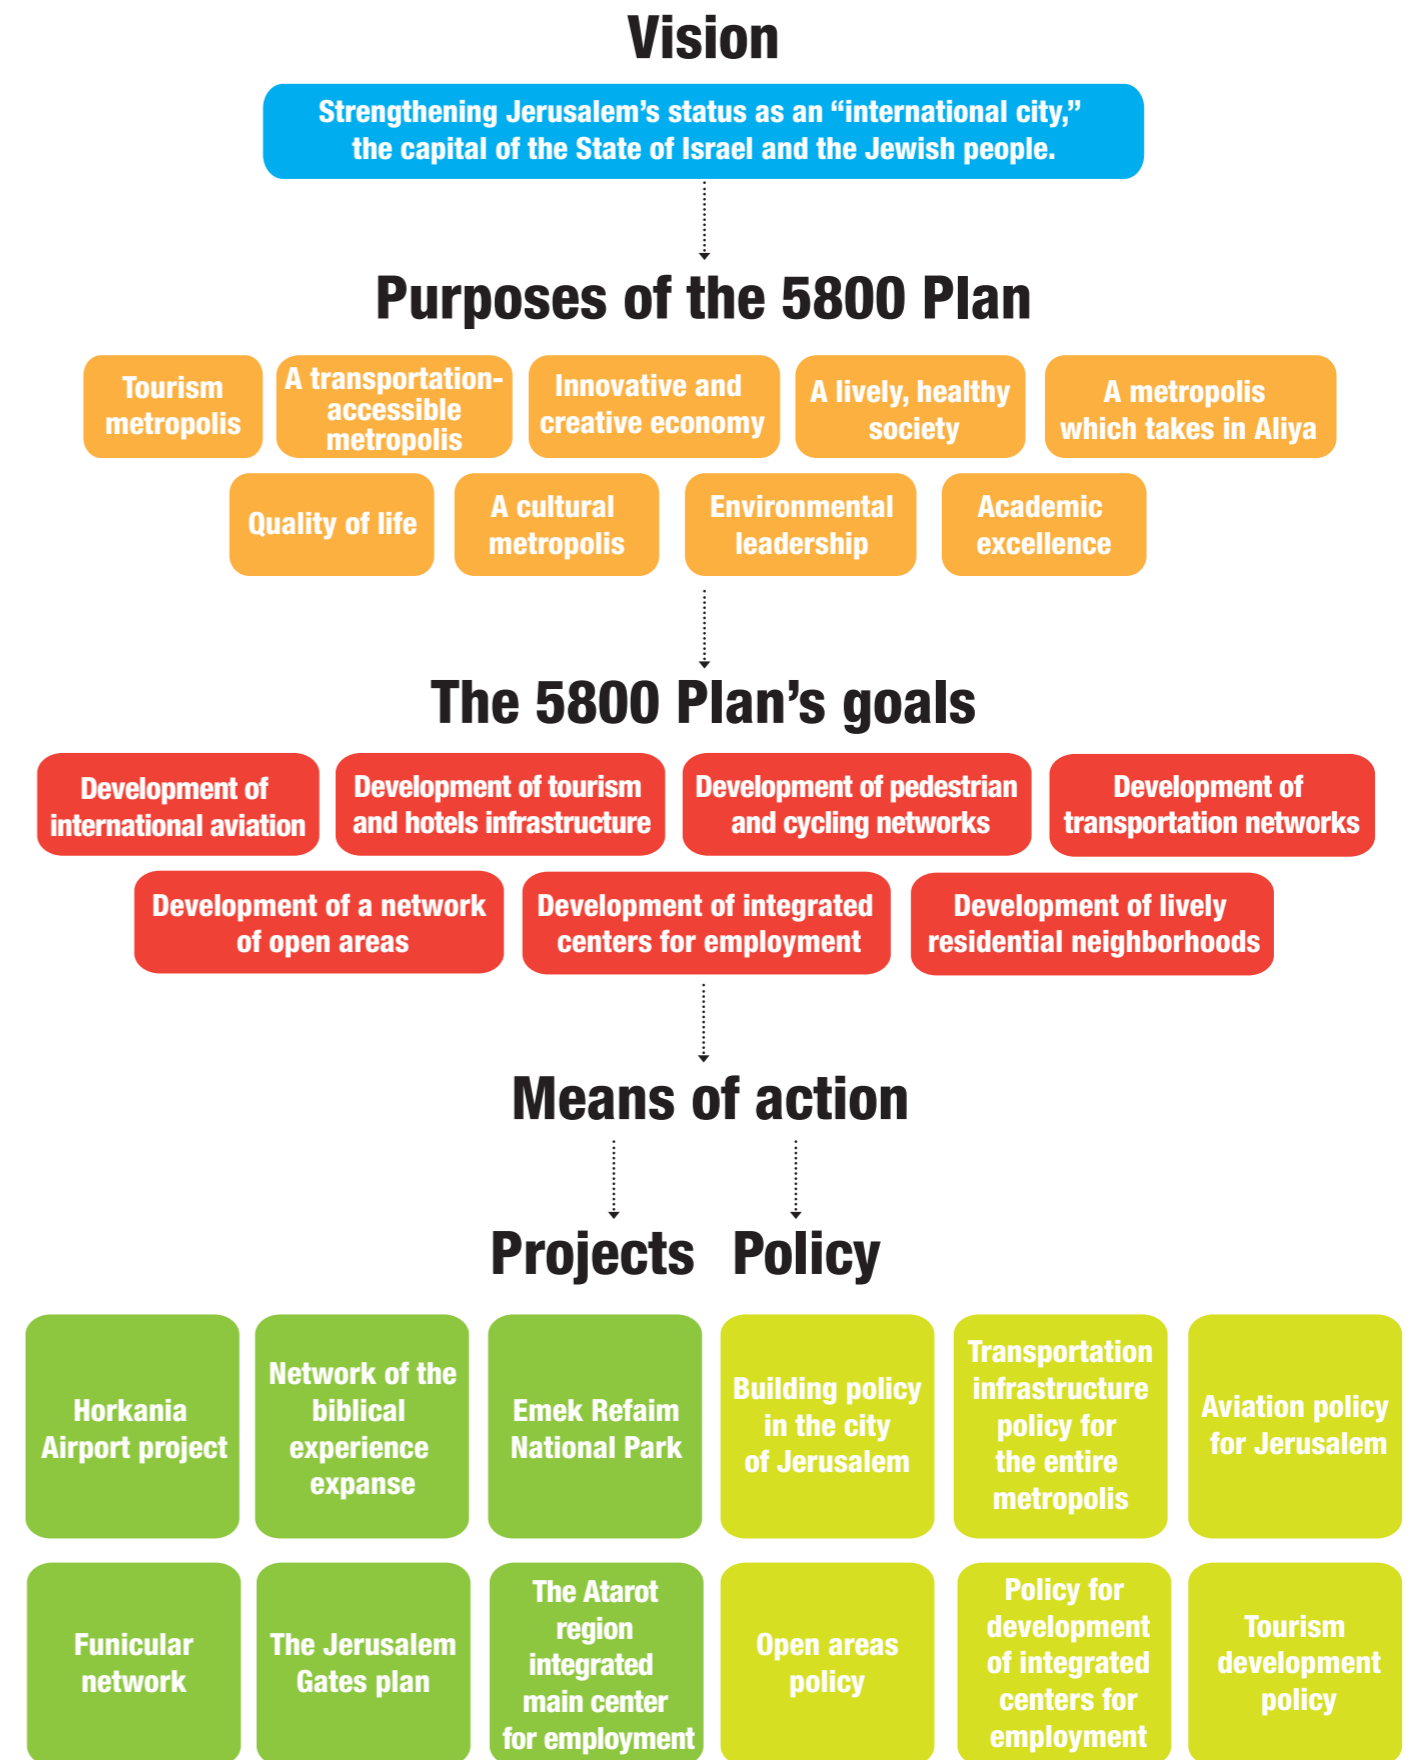 Vision
Strengthening Jerusalem’s status as an “international city,”
the capital of the State of Israel and the Jewish people.
Purposes of the 5800 Plan
Tourism
metropolis
A transportation-
accessible
metropolis
Innovative and
creative economy
A lively, healthy
society
A metropolis
which takes in Aliya
Quality of life
A cultural
metropolis
Environmental
leadership
Academic
excellence
The 5800 Plan’s goals
Development of
international aviation
Development of tourism
and hotels infrastructure
Development of pedestrian
and cycling networks
Development of
transportation networks
Development of a network
of open areas
Development of integrated
centers for employment
Development of lively
residential neighborhoods
Means of action
Projects
Policy
Horkania
Airport project
Network of the
biblical
experience
expanse
Emek Refaim
National Park
Building policy
in the city
of Jerusalem
Transportation
infrastructure
policy for
the entire
metropolis
Aviation policy
for Jerusalem
Funicular
network
The Jerusalem
Gates plan
The Atarot
region
integrated
main center
for employment
Open areas
policy
Policy for
development
of integrated
centers for
employment
Tourism
development
policy